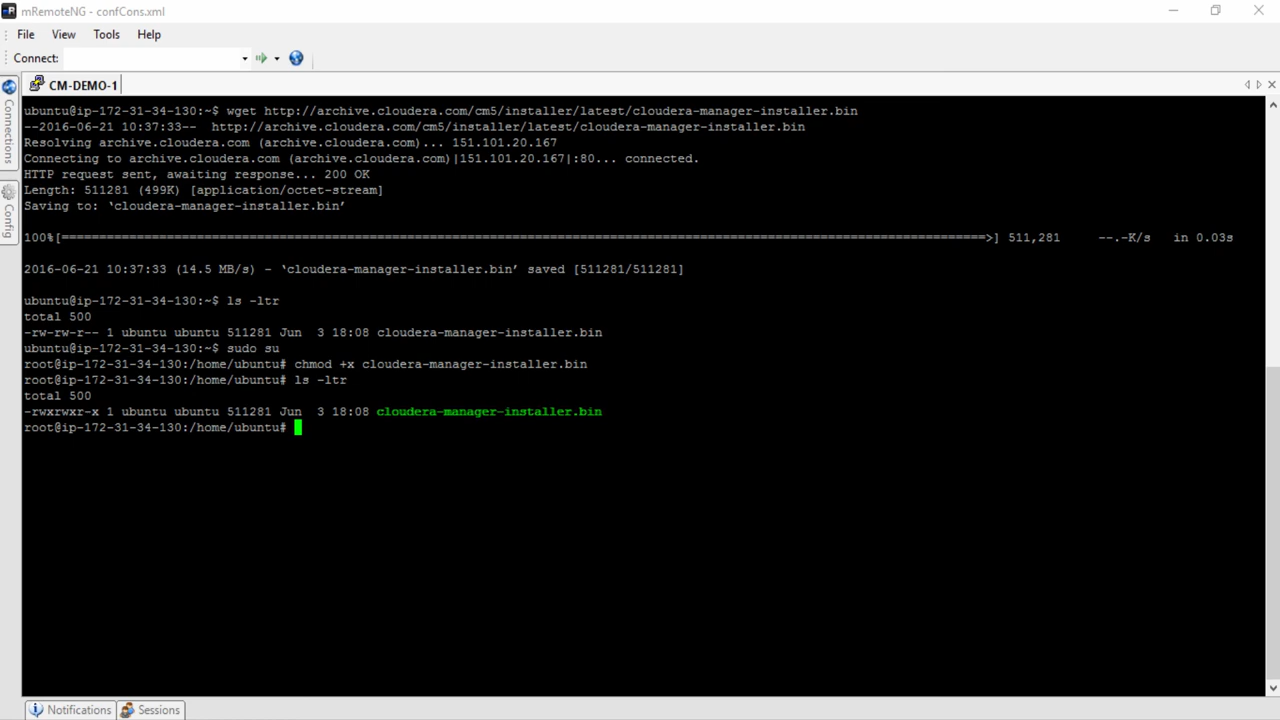 mRemoteNG - confCons.xml
File View Tools Help
Connect:
CM-DEMO-1
Connections
Config
ubuntu@ip-172-31-34-130:~$ wget http://archive.cloudera.com/cm5/installer/latest/cloudera-manager-installer.bin
--2016-06-21 10:37:33--  http://archive.cloudera.com/cm5/installer/latest/cloudera-manager-installer.bin
Resolving archive.cloudera.com (archive.cloudera.com)... 151.101.20.167
Connecting to archive.cloudera.com (archive.cloudera.com)|151.101.20.167|:80... connected.
HTTP request sent, awaiting response... 200 OK
Length: 511281 (499K) [application/octet-stream]
Saving to: ‘cloudera-manager-installer.bin’
100%[==============================================================================================================================>] 511,281     --.-K/s   in 0.03s
2016-06-21 10:37:33 (14.5 MB/s) - ‘cloudera-manager-installer.bin’ saved [511281/511281]
ubuntu@ip-172-31-34-130:~$ ls -ltr
total 500
-rw-rw-r-- 1 ubuntu ubuntu 511281 Jun  3 18:08 cloudera-manager-installer.bin
ubuntu@ip-172-31-34-130:~$ sudo su
root@ip-172-31-34-130:/home/ubuntu# chmod +x cloudera-manager-installer.bin
root@ip-172-31-34-130:/home/ubuntu# ls -ltr
total 500
-rwxrwxr-x 1 ubuntu ubuntu 511281 Jun  3 18:08 cloudera-manager-installer.bin
root@ip-172-31-34-130:/home/ubuntu#
Notifications Sessions